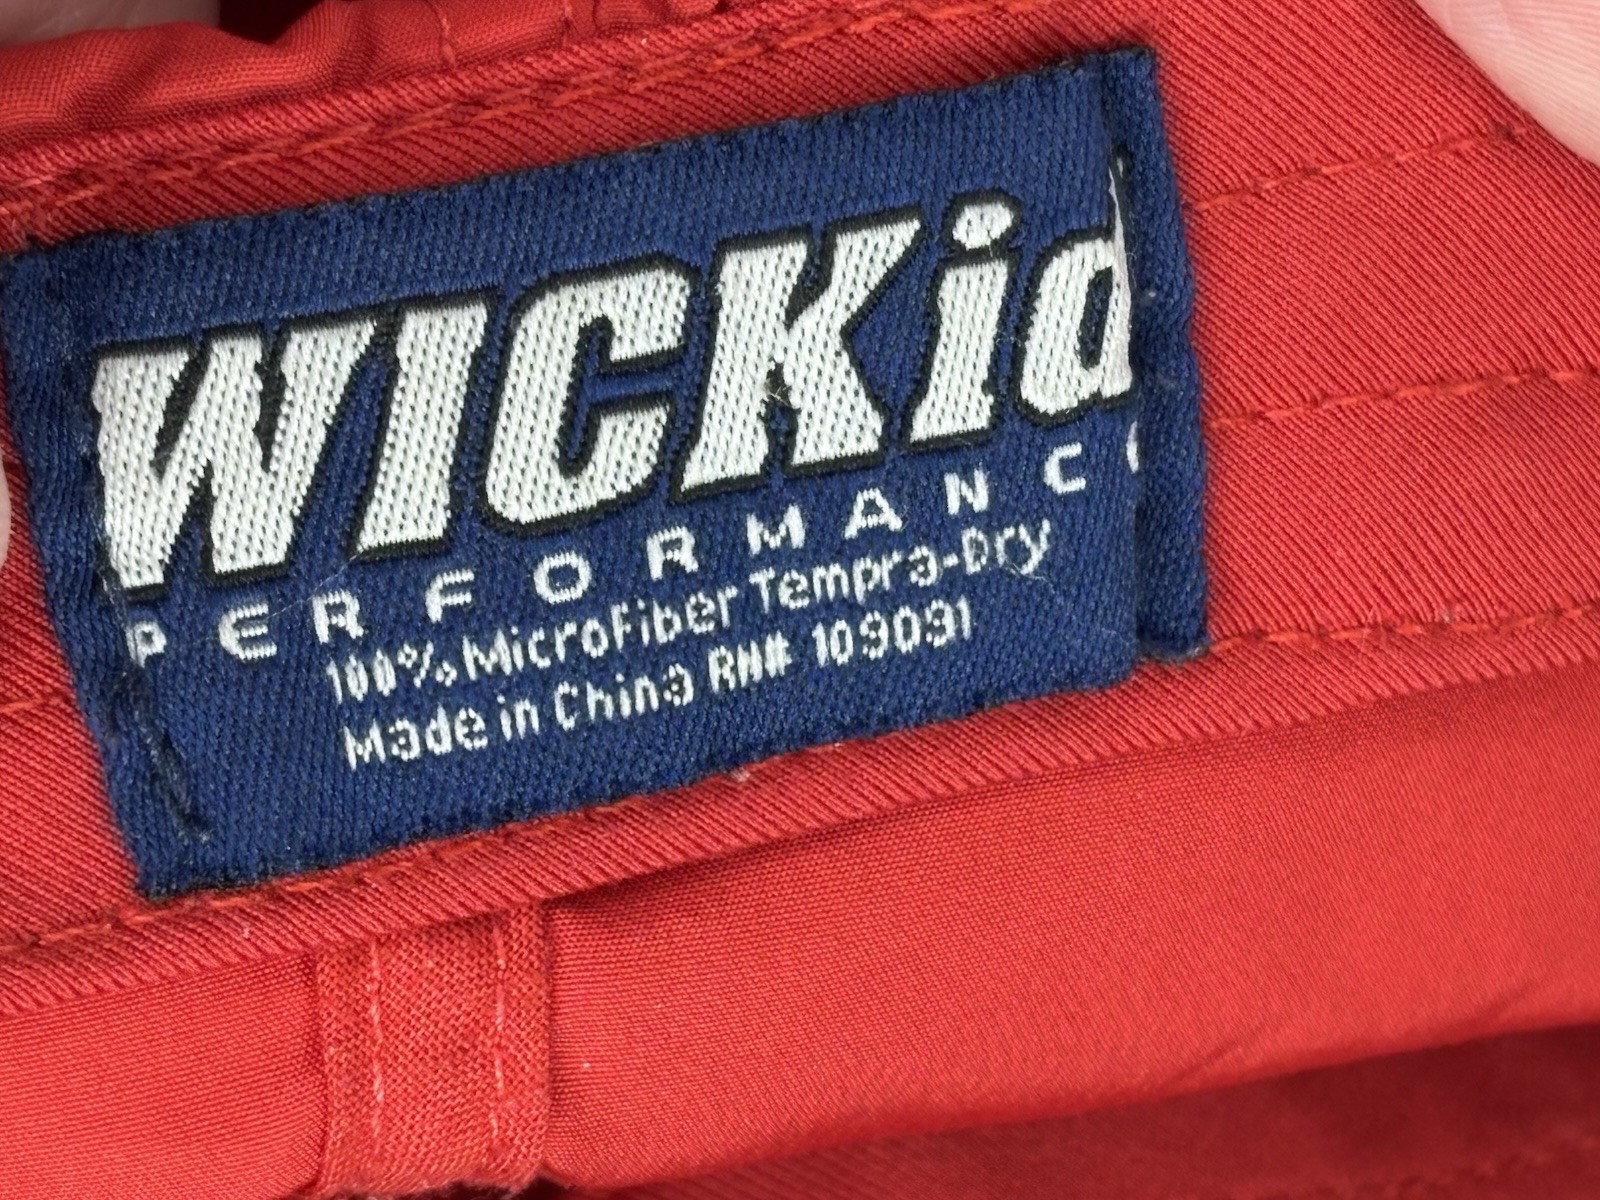 WICKid
PERFORMANC
100% MicroFiber Tempra-Dry
Made in China RN# 109091